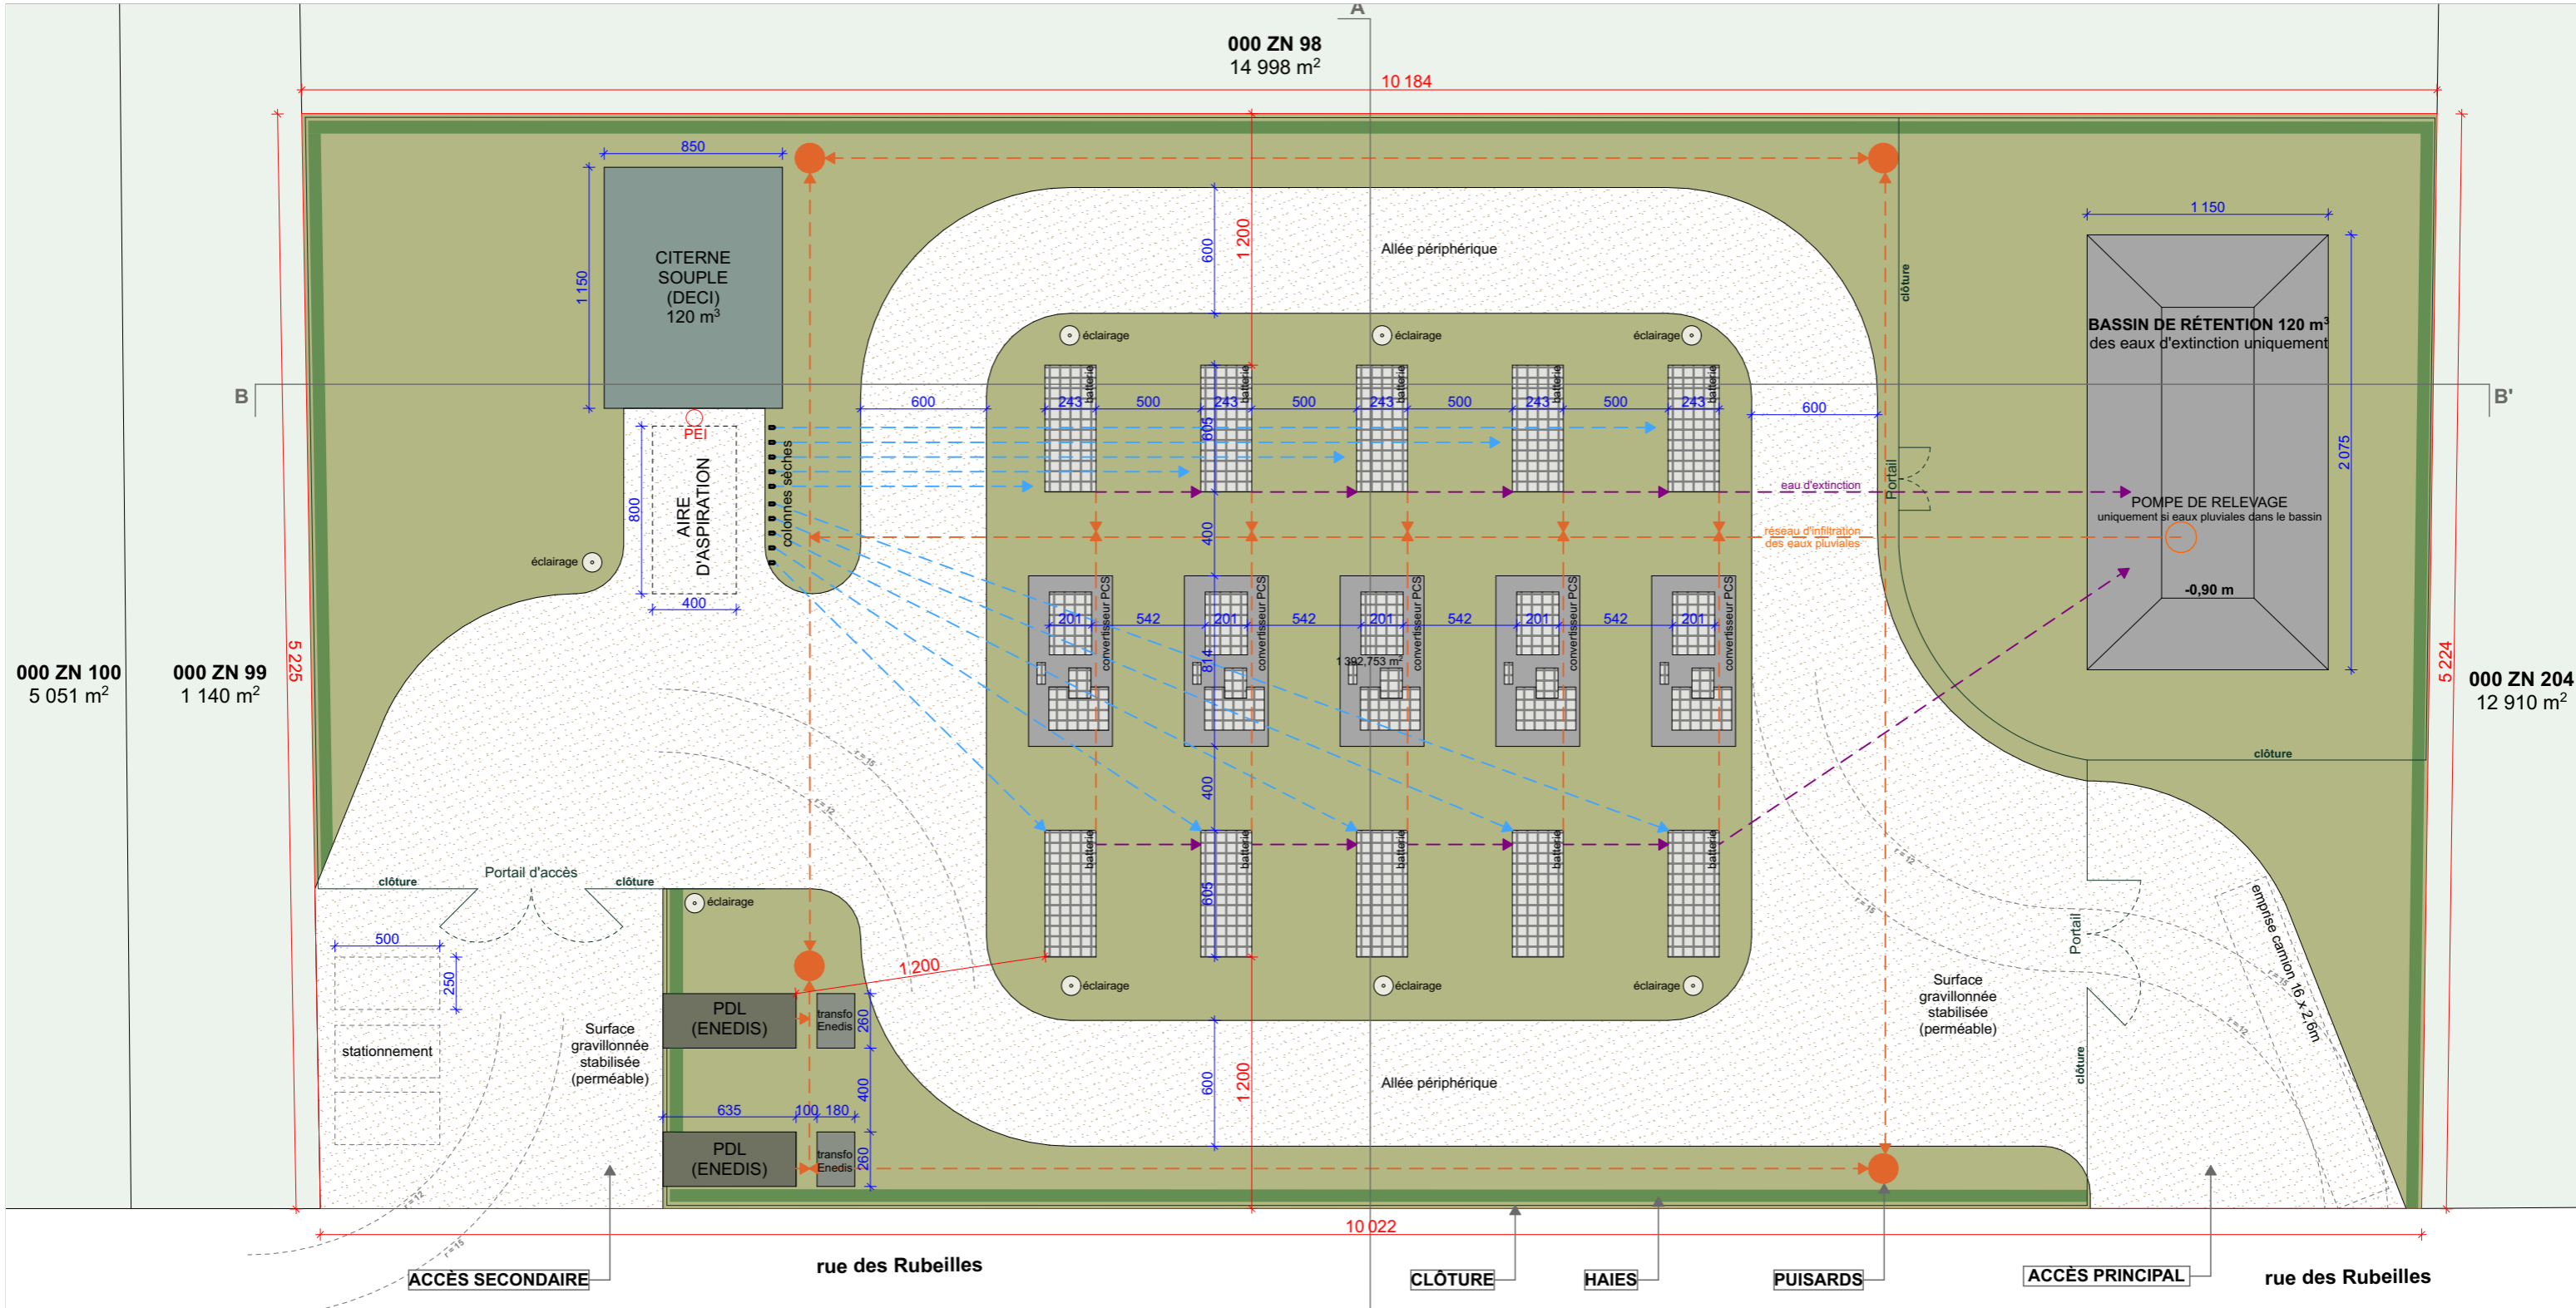 A
000 ZN 98
14 998 m²
10 184
850
1 150
CITERNE
SOUPLE
(DECI)
120 m³
600
1 200
Allée périphérique
clôture
1 150
BASSIN DE RÉTENTION 120 m³
des eaux d'extinction uniquement
2 075
éclairage
éclairage
éclairage
batterie
batterie
batterie
batterie
batterie
B
B'
600
243
500
243
500
243
500
243
500
243
600
605
PEI
AIRE
D'ASPIRATION
800
400
colonnes sèches
éclairage
eau d'extinction
Portail
POMPE DE RELEVAGE
uniquement si eaux pluviales dans le bassin
réseau d'infiltration
des eaux pluviales
400
-0,90 m
convertisseur PCS
convertisseur PCS
convertisseur PCS
convertisseur PCS
convertisseur PCS
201
542
201
542
201
542
201
542
201
814
1 392,753 m²
000 ZN 100
5 051 m²
000 ZN 99
1 140 m²
5 225
5 224
000 ZN 204
12 910 m²
r = 15
r = 12
400
clôture
batterie
batterie
batterie
batterie
batterie
605
r = 12
r = 15
clôture
Portail d'accès
clôture
éclairage
500
250
stationnement
Surface
gravillonnée
stabilisée
(perméable)
1 200
PDL
(ENEDIS)
transfo
Enedis
260
400
635
100
180
PDL
(ENEDIS)
transfo
Enedis
260
éclairage
éclairage
éclairage
600
1 200
Allée périphérique
Surface
gravillonnée
stabilisée
(perméable)
Portail
clôture
emprise camion 16 x 2,6m
r = 15
r = 12
r = 12
r = 15
10 022
rue des Rubeilles
ACCÈS SECONDAIRE
CLÔTURE
HAIES
PUISARDS
ACCÈS PRINCIPAL
rue des Rubeilles